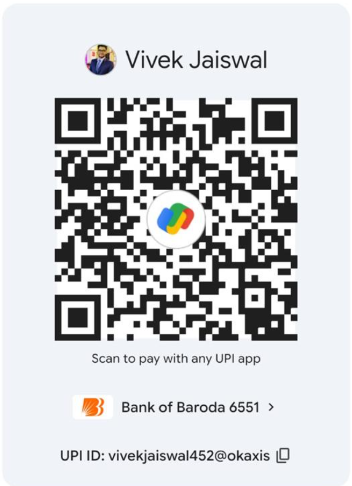 Vivek Jaiswal
Scan to pay with any UPI app
Bank of Baroda 6551 >
UPI ID: vivekjaiswal452@okaxis